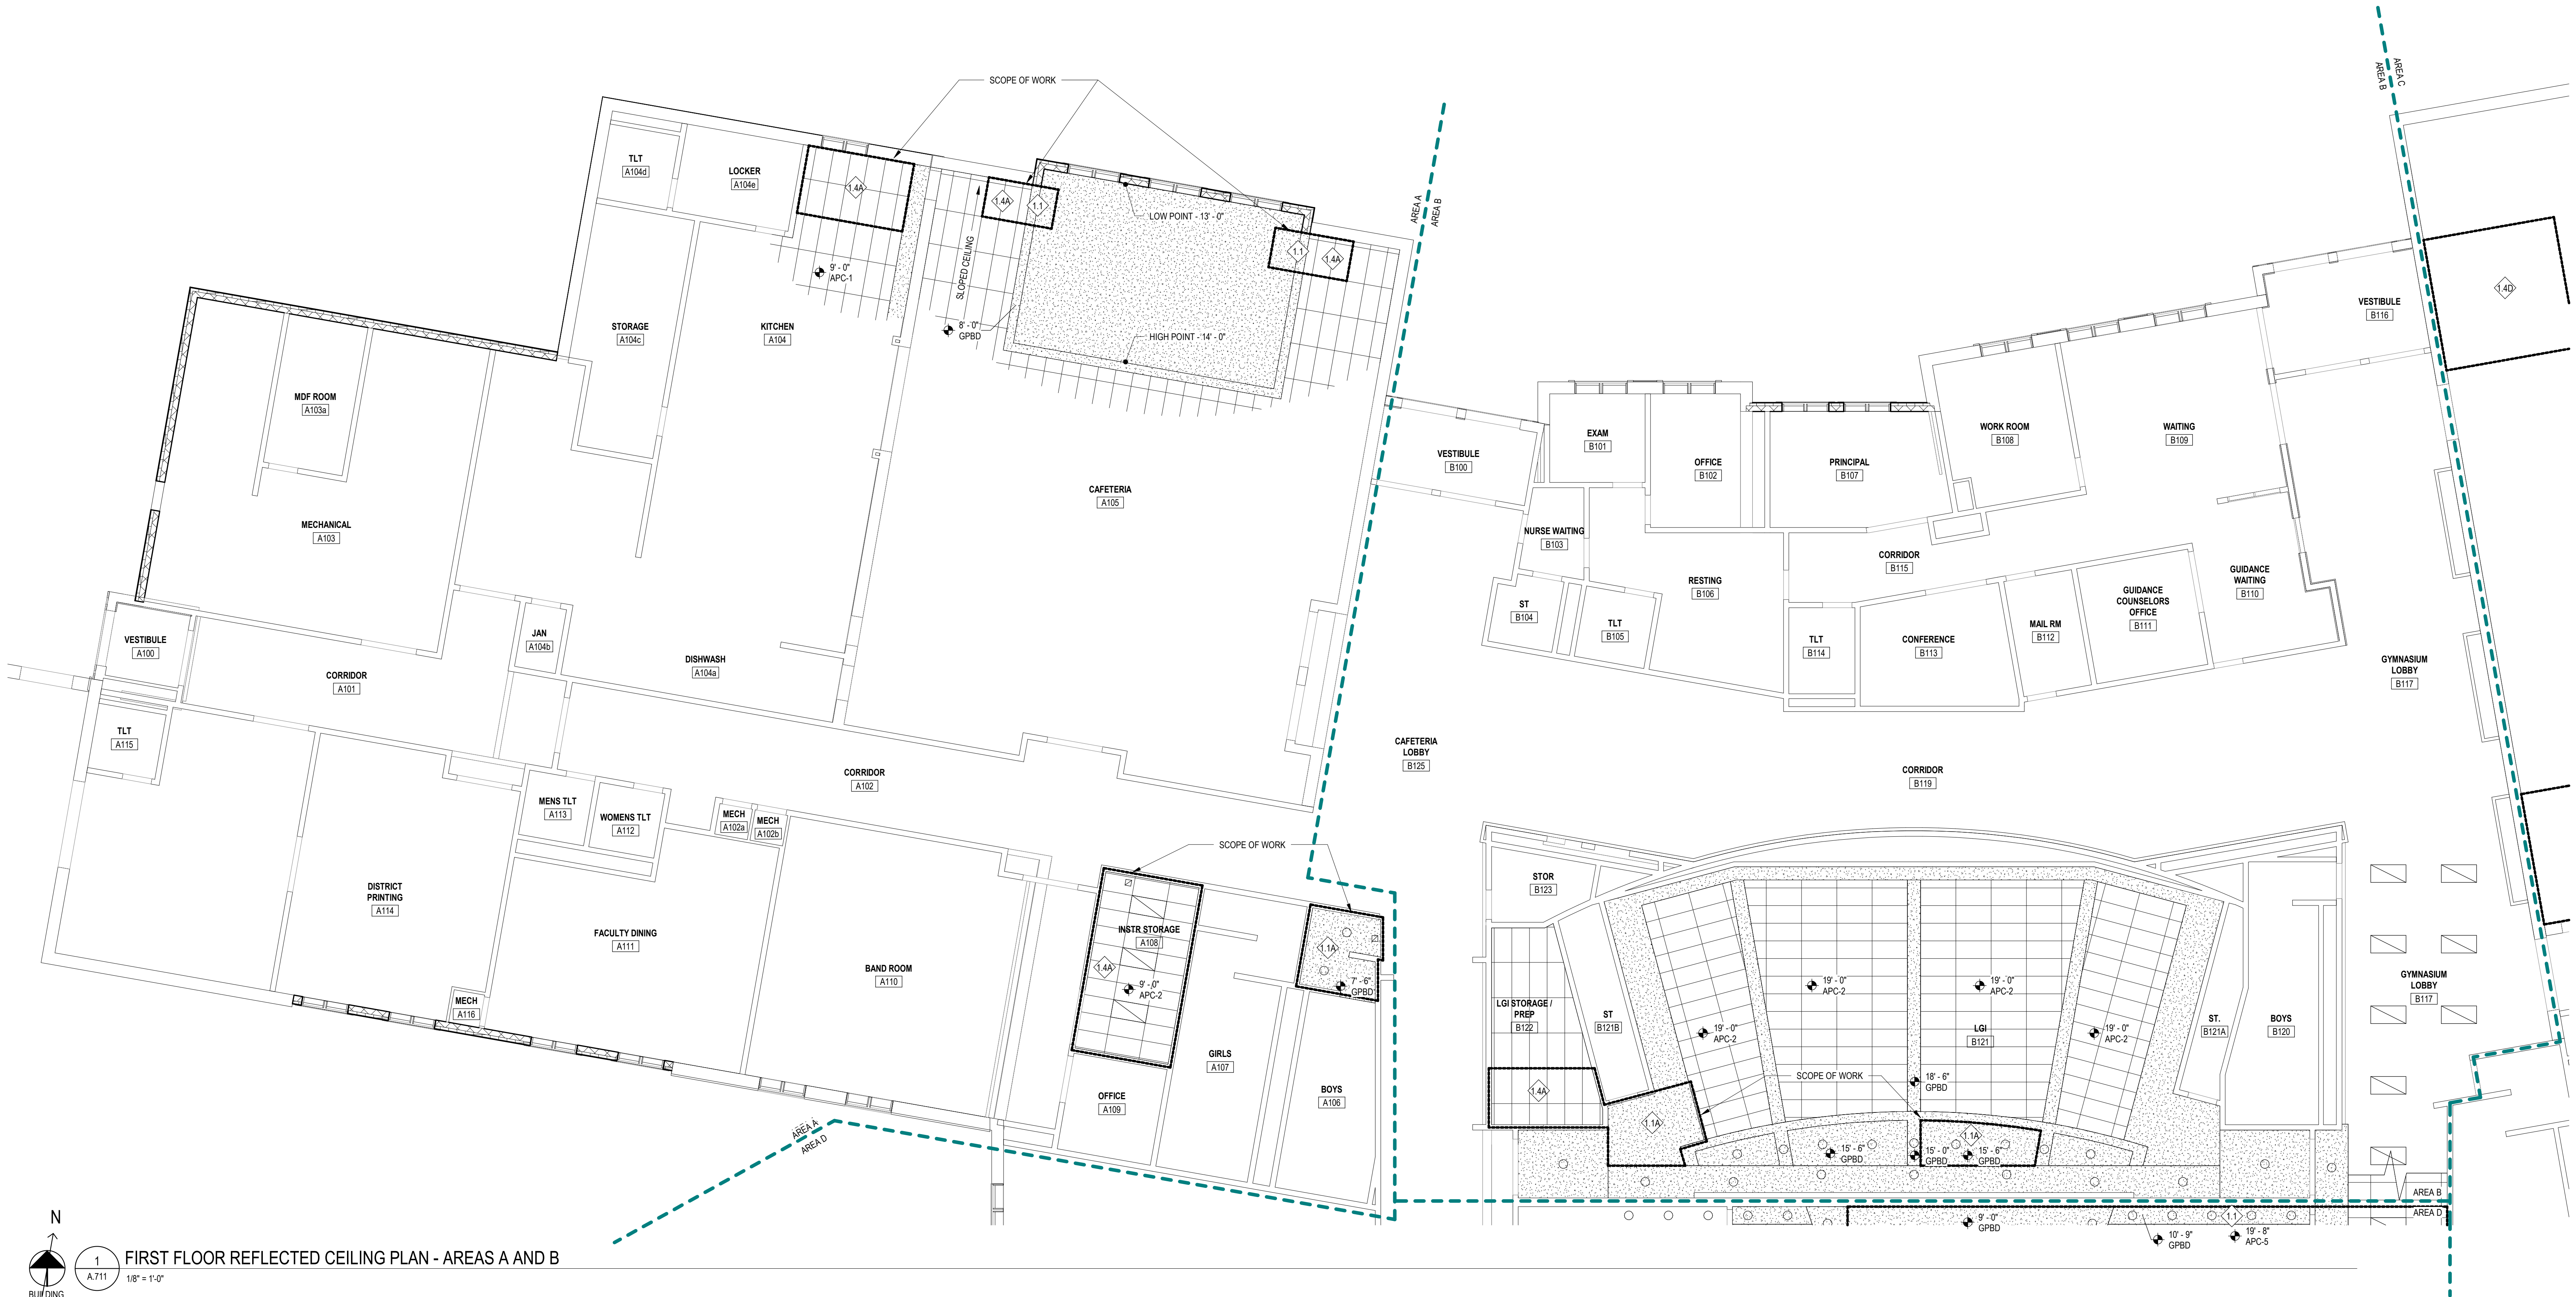 SCOPE OF WORK
AREA C
AREA B
TLT
A104d
LOCKER
A104e
1.4A
1.4A
1.1
LOW POINT - 13' - 0"
AREA A
AREA B
SLOPED CEILING
1.1
1.4A
9' - 0"
APC-1
STORAGE
A104c
KITCHEN
A104
8' - 0"
GPBD
HIGH POINT - 14' - 0"
VESTIBULE
B116
1.4D
MDF ROOM
A103a
EXAM
B101
WORK ROOM
B108
WAITING
B109
VESTIBULE
B100
OFFICE
B102
PRINCIPAL
B107
CAFETERIA
A105
MECHANICAL
A103
NURSE WAITING
B103
CORRIDOR
B115
RESTING
B106
GUIDANCE
WAITING
B110
ST
B104
GUIDANCE
COUNSELORS
OFFICE
B111
TLT
B105
MAIL RM
B112
VESTIBULE
A100
JAN
A104b
TLT
B114
CONFERENCE
B113
DISHWASH
A104a
CORRIDOR
A101
GYMNASIUM
LOBBY
B117
TLT
A115
CAFETERIA
LOBBY
B125
CORRIDOR
A102
CORRIDOR
B119
MENS TLT
A113
WOMENS TLT
A112
MECH
A102a
MECH
A102b
SCOPE OF WORK
STOR
B123
DISTRICT
PRINTING
A114
FACULTY DINING
A111
INSTR STORAGE
A108
1.1A
BAND ROOM
A110
1.4A
9' - 0"
APC-2
7' - 6"
GPBD
GYMNASIUM
LOBBY
B117
19' - 0"
APC-2
19' - 0"
APC-2
MECH
A116
LGI STORAGE /
PREP
B122
ST
B121B
19' - 0"
APC-2
LGI
B121
19' - 0"
APC-2
ST.
B121A
BOYS
B120
GIRLS
A107
SCOPE OF WORK
18' - 6"
GPBD
OFFICE
A109
BOYS
A106
1.4A
1.1A
1.1A
AREA A
AREA D
15' - 6"
GPBD
15' - 0"
GPBD
15' - 6"
GPBD
AREA B
AREA D
9' - 0"
GPBD
1.1
10' - 9"
GPBD
19' - 8"
APC-5
N
BUILDING
1
A.711
FIRST FLOOR REFLECTED CEILING PLAN - AREAS A AND B
1/8" = 1'-0"